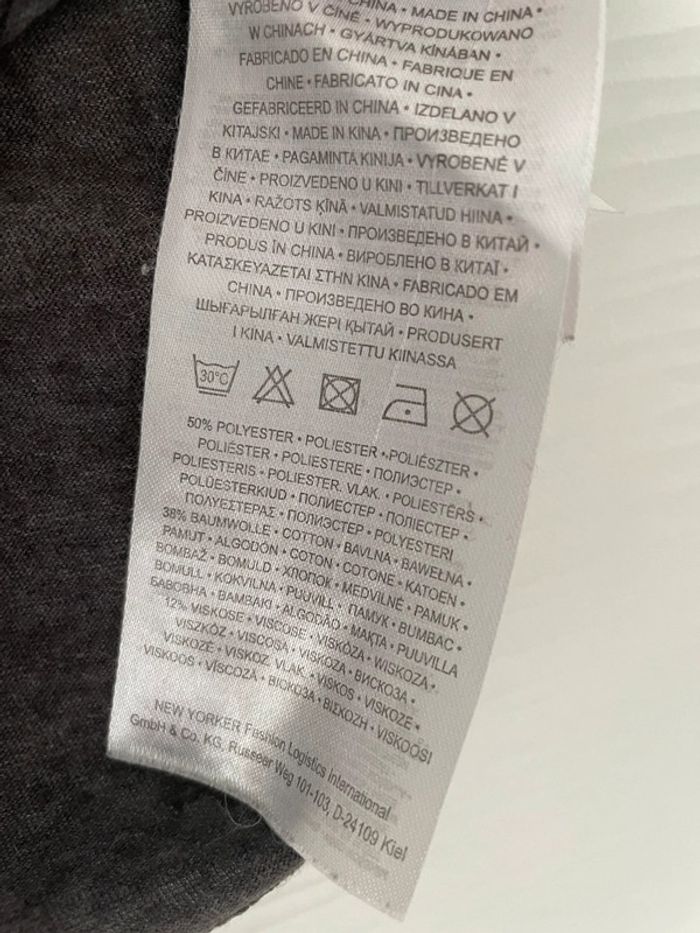 CHINA • MADE IN CHINA •
VYROBENO V ČÍNĚ • WYPRODUKOWANO
W CHINACH • GYÁRTVA KÍNÁBAN •
FABRICADO EN CHINA • FABRIQUE EN
CHINE • FABRICATO IN CINA •
GEFABRICEERD IN CHINA • IZDELANO V
KITAJSKI • MADE IN KINA • ПРОИЗВЕДЕНО
В КИТАЕ • PAGAMINTA KINIJA • VYROBENÉ V
ČÍNE • PROIZVEDENO U KINI • TILLVERKAT I
KINA • RAŽOTS ĶĪNĀ • VALMISTATUD HIINA •
PROIZVEDENO U KINI • ПРОИЗВЕДЕНО В КИТАЙ •
PRODUS ÎN CHINA • ВИРОБЛЕНО В КИТАЇ •
ΚΑΤΑΣΚΕΥΑΖΕΤΑΙ ΣΤΗΝ ΚΙΝΑ • FABRICADO EM
CHINA • ПРОИЗВЕДЕНО ВО КИНА •
ШЫҒАРЫЛҒАН ЖЕРІ ҚЫТАЙ • PRODUSERT
I KINA • VALMISTETTU KIINASSA
30°C
50% POLYESTER • POLIESTER • POLIÉSZTER •
POLIÉSTER • POLIESTERE • ПОЛИЭСТЕР •
POLIESTERIS • POLIESTER. VLAK. • POLIESTĒRS •
POLÜESTERKIUD • ПОЛИЕСТЕР • ПОЛІЕСТЕР •
ΠΟΛΥΕΣΤΕΡΑΣ • ПОЛИЭСТЕР • POLYESTERI
38% BAUMWOLLE • COTTON • BAVLNA • BAWEŁNA •
PAMUT • ALGODÓN • COTON • COTONE • KATOEN •
BOMBAŽ • BOMULD • ХЛОПОК • MEDVILNĖ • PAMUK •
BOMULL • KOKVILNA • PUUVILL • ПАМУК • BUMBAC •
БАВОВНА • ΒΑΜΒΑΚΙ • ALGODÃO • МАКТА • PUUVILLA
12% VISKOSE • VISCOSE • VISKÓZA • WISKOZA •
VISZKÓZ • VISCOSA • VISKOZA • ВИСКОЗА •
VISKOZĖ • VISKOZ. VLAK. • VISKOS • VISKOZE •
VISKOOS • VÎSCOZĂ • ВІСКОЗА • ΒΙΣΚΟΖΗ • VISKOOSI
NEW YORKER Fashion Logistics International
GmbH & Co. KG. Russeer Weg 101-103, D-24109 Kiel